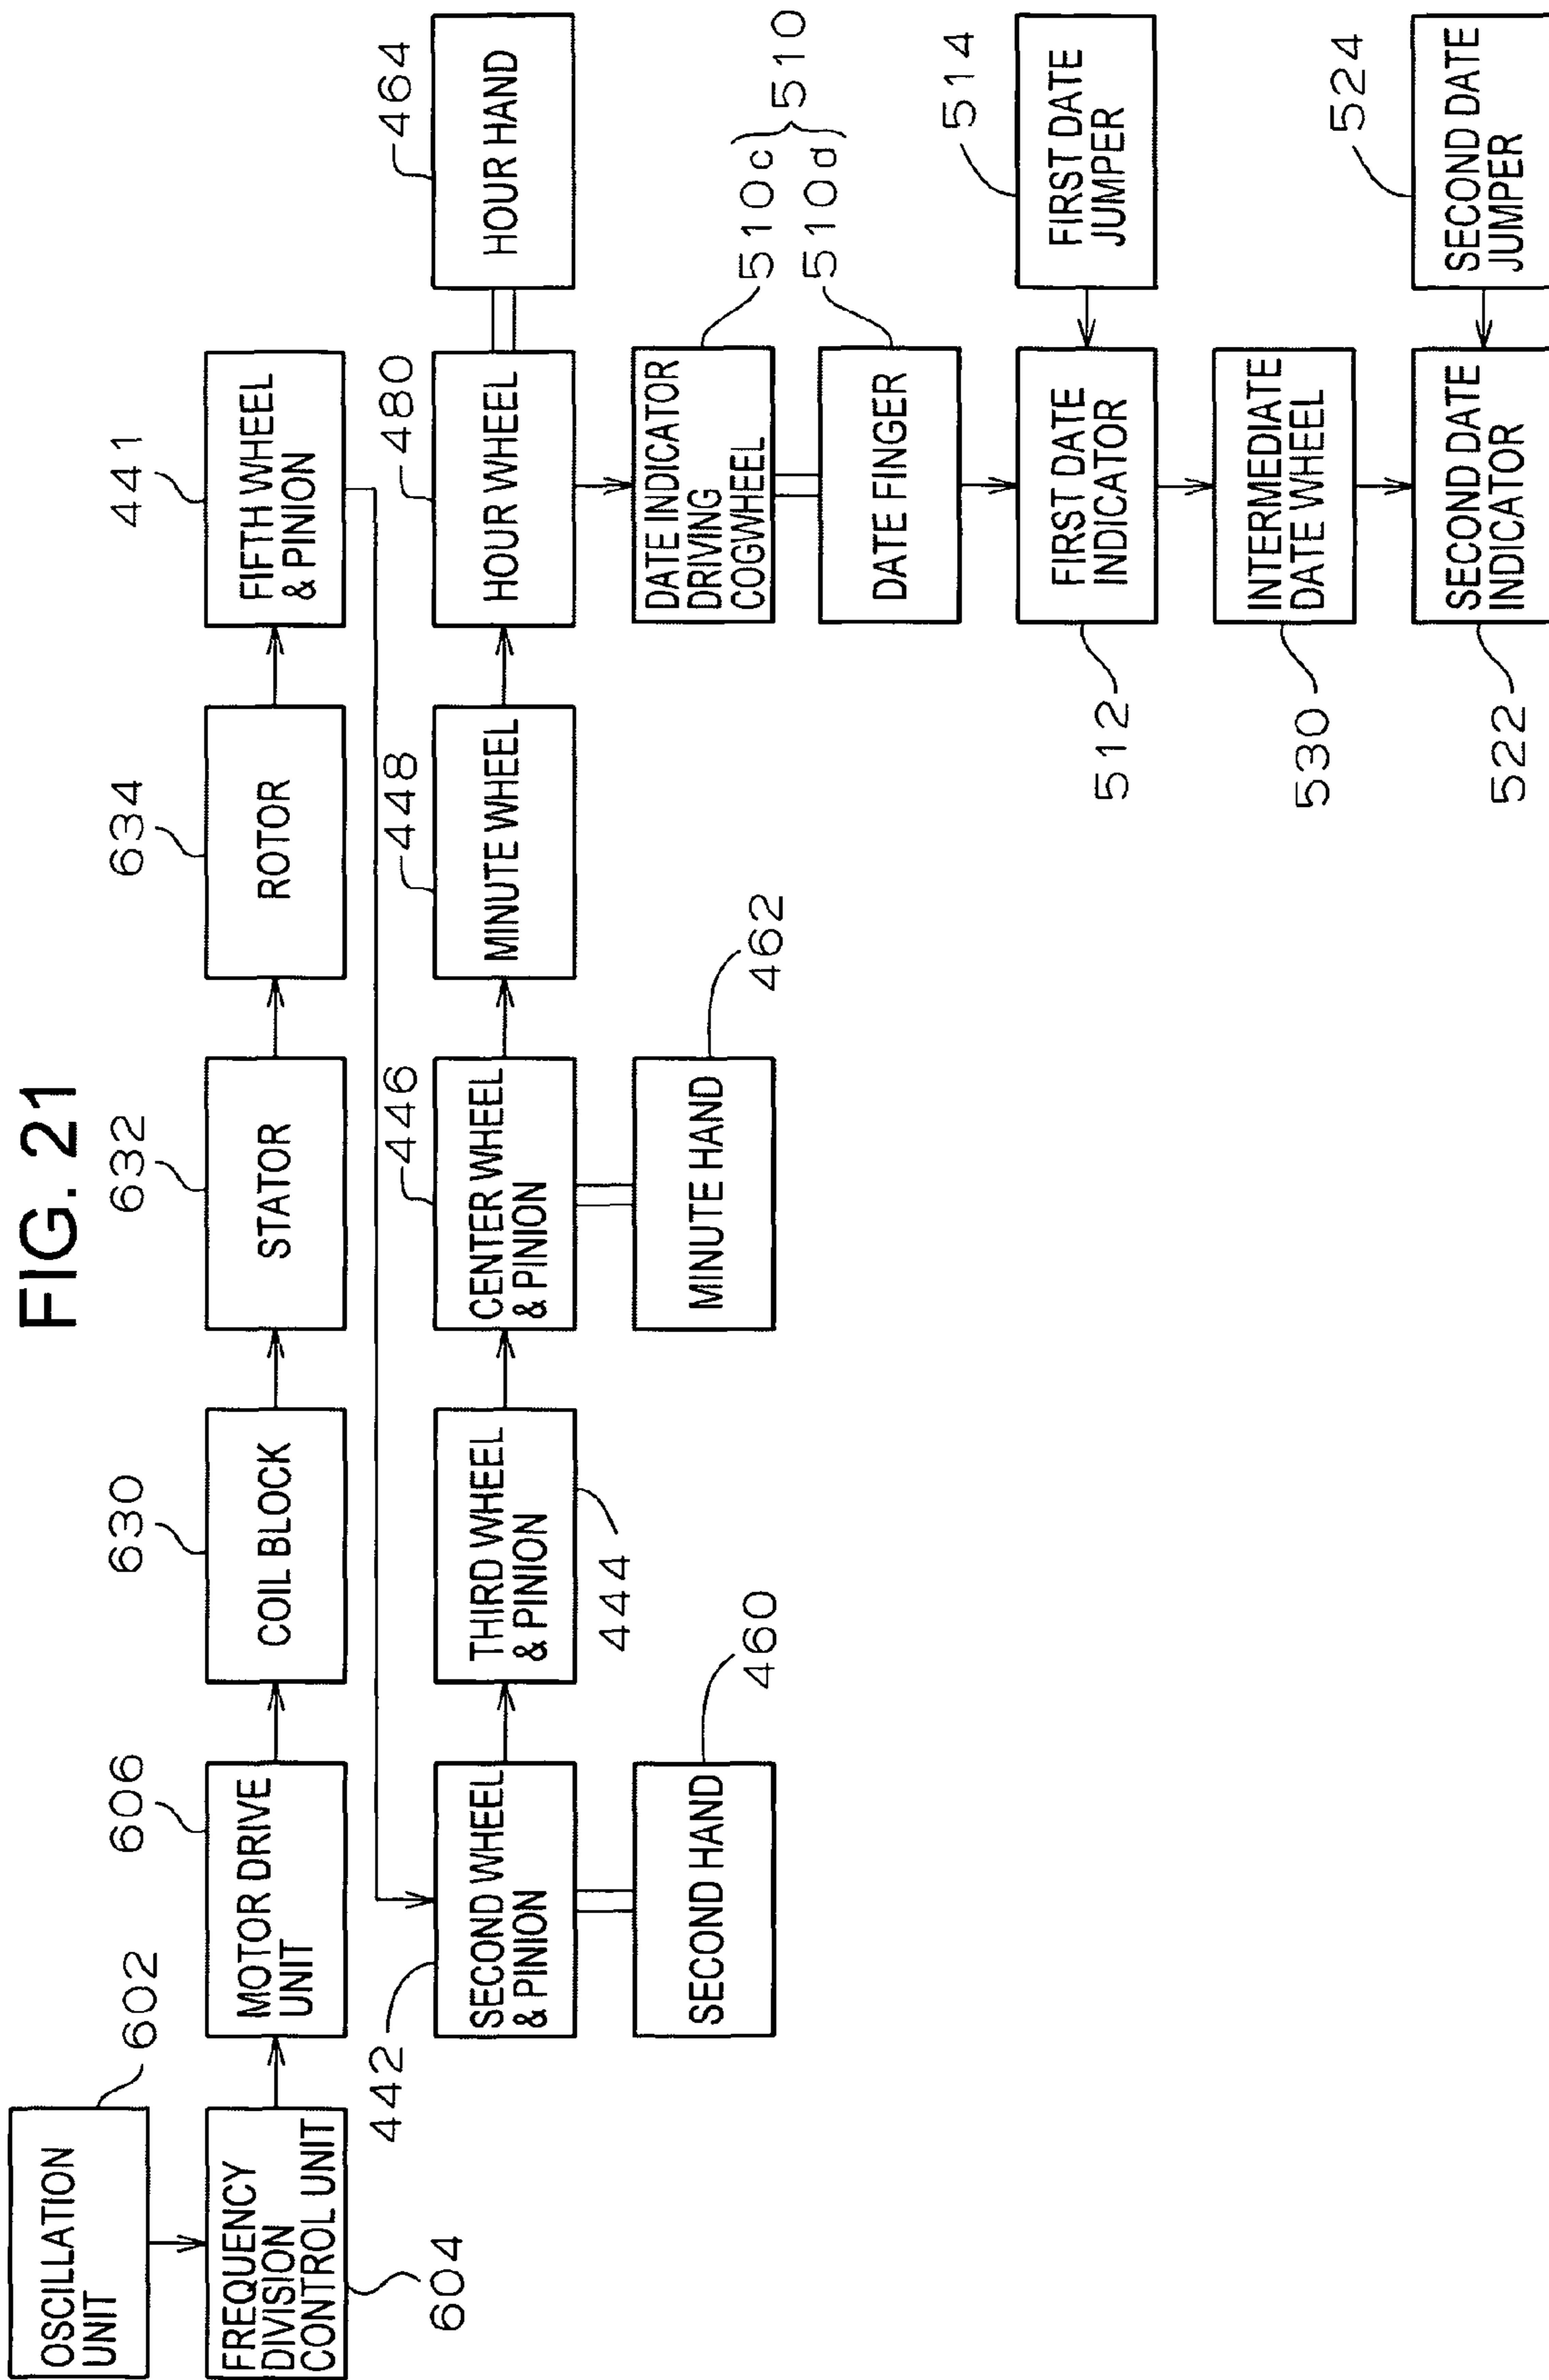 FIG. 21
OSCILLATION
UNIT
602
FREQUENCY
DIVISION
CONTROL UNIT
604
MOTOR DRIVE
UNIT
606
COIL BLOCK
630
STATOR
632
ROTOR
634
FIFTH WHEEL
& PINION
441
SECOND WHEEL
& PINION
442
SECOND HAND
460
THIRD WHEEL
& PINION
444
CENTER WHEEL
& PINION
446
MINUTE HAND
462
MINUTE WHEEL
448
HOUR WHEEL
480
HOUR HAND
464
DATE INDICATOR
DRIVING
COGWHEEL
510c
DATE FINGER
510d
510
FIRST DATE
INDICATOR
512
FIRST DATE
JUMPER
514
INTERMEDIATE
DATE WHEEL
530
SECOND DATE
INDICATOR
522
SECOND DATE
JUMPER
524